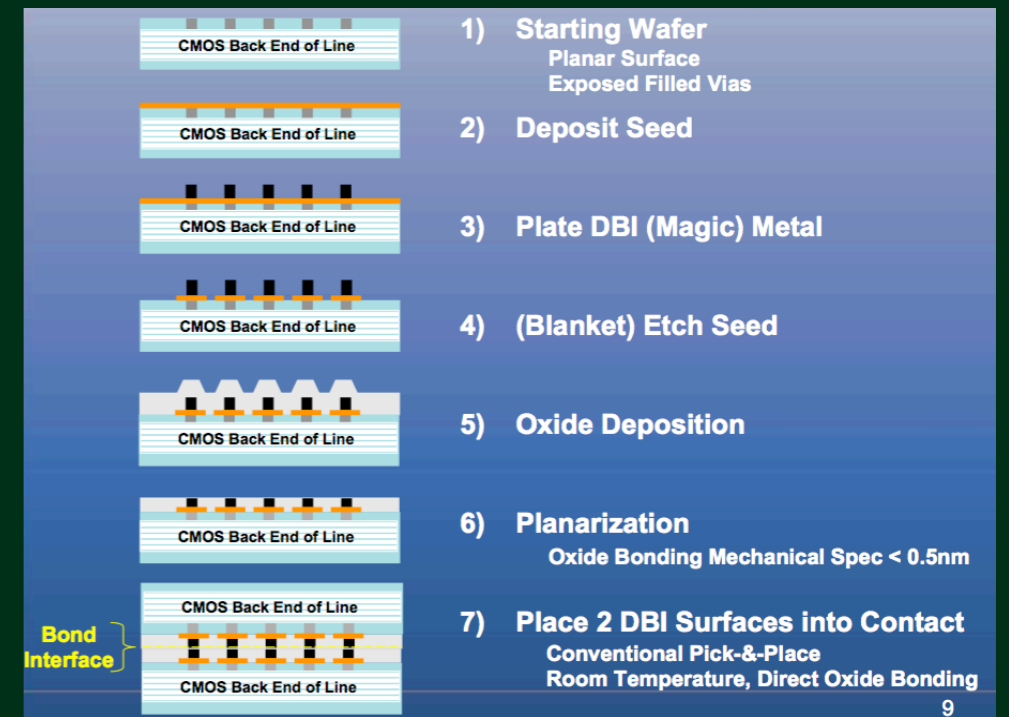 CMOS Back End of Line
1) Starting Wafer
Planar Surface
Exposed Filled Vias
CMOS Back End of Line
2) Deposit Seed
CMOS Back End of Line
3) Plate DBI (Magic) Metal
CMOS Back End of Line
4) (Blanket) Etch Seed
CMOS Back End of Line
5) Oxide Deposition
CMOS Back End of Line
6) Planarization
Oxide Bonding Mechanical Spec < 0.5nm
CMOS Back End of Line
Bond
Interface
CMOS Back End of Line
7) Place 2 DBI Surfaces into Contact
Conventional Pick-&-Place
Room Temperature, Direct Oxide Bonding
9